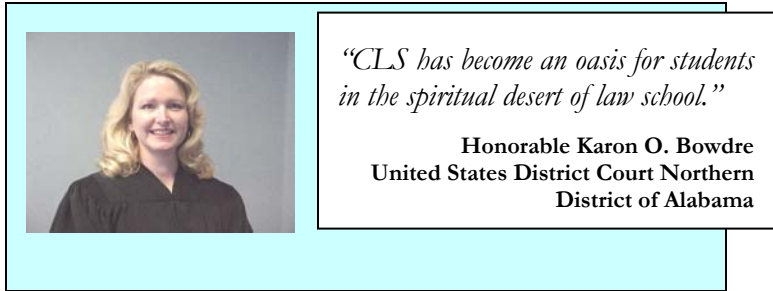 “CLS has become an oasis for students
in the spiritual desert of law school.”
Honorable Karon O. Bowdre
United States District Court Northern
District of Alabama